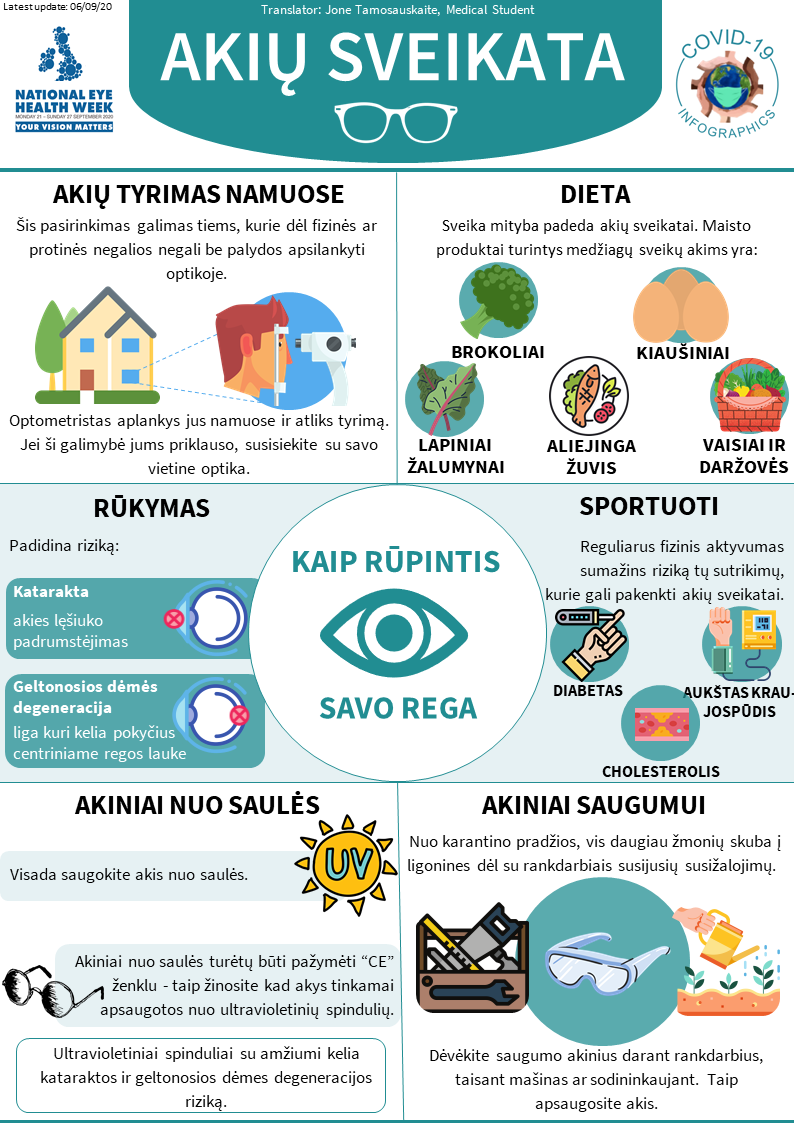 Latest update: 06/09/20
Translator: Jone Tamosauskaite, Medical Student
AKIŲ SVEIKATA
NATIONAL EYE
HEALTH WEEK
MONDAY 21 - SUNDAY 27 SEPTEMBER 2020
YOUR VISION MATTERS
COVID-19
INFOGRAPHICS
AKIŲ TYRIMAS NAMUOSE
Šis pasirinkimas galimas tiems, kurie dėl fizinės ar
protinės negalios negali be palydos apsilankyti
optikoje.
Optometristas aplankys jus namuose ir atliks tyrimą.
Jei ši galimybė jums priklauso, susisiekite su savo
vietine optika.
DIETA
Sveika mityba padeda akių sveikatai. Maisto
produktai turintys medžiagų sveikų akims yra:
BROKOLIAI
KIAUŠINIAI
LAPINIAI
ŽALUMYNAI
ALIEJINGA
ŽUVIS
VAISIAI IR
DARŽOVĖS
RŪKYMAS
Padidina riziką:
Katarakta
akies lęšiuko
padrumstėjimas
Geltonosios dėmės
degeneracija
liga kuri kelia pokyčius
centriniame regos lauke
KAIP RŪPINTIS
SAVO REGA
SPORTUOTI
Reguliarus fizinis aktyvumas
sumažins riziką tų sutrikimų,
kurie gali pakenkti akių sveikatai.
DIABETAS
AUKŠTAS KRAU-
JOSPŪDIS
CHOLESTEROLIS
AKINIAI NUO SAULĖS
UV
Visada saugokite akis nuo saulės.
Akiniai nuo saulės turėtų būti pažymėti “CE”
ženklu - taip žinosite kad akys tinkamai
apsaugotos nuo ultravioletinių spindulių.
Ultravioletiniai spinduliai su amžiumi kelia
kataraktos ir geltonosios dėmes degeneracijos
riziką.
AKINIAI SAUGUMUI
Nuo karantino pradžios, vis daugiau žmonių skuba į
ligonines dėl su rankdarbiais susijusių susižalojimų.
Dėvėkite saugumo akinius darant rankdarbius,
taisant mašinas ar sodininkaujant. Taip
apsaugosite akis.